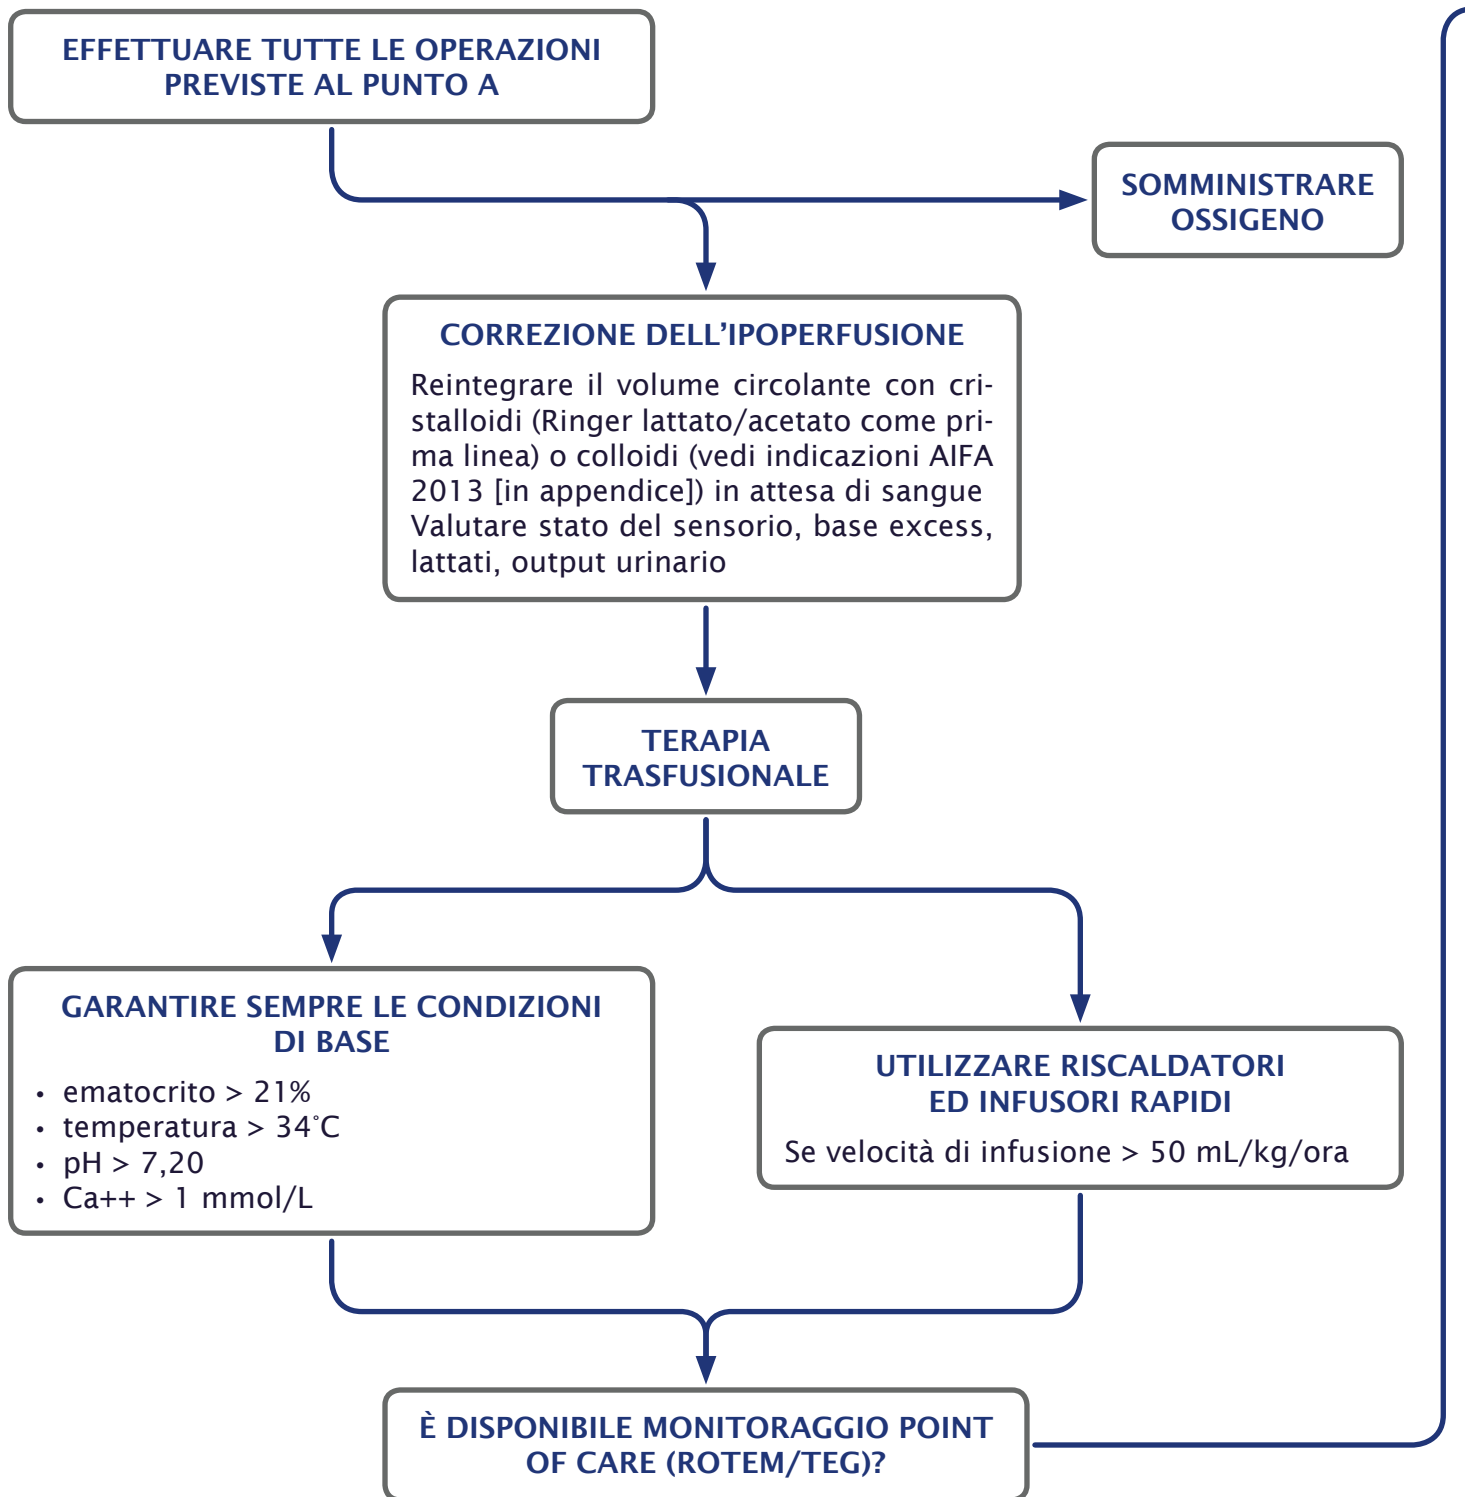 EFFETTUARE TUTTE LE OPERAZIONI
PREVISTE AL PUNTO A
SOMMINISTRARE
OSSIGENO
CORREZIONE DELL'IPOPERFUSIONE
Reintegrare il volume circolante con cri-
stalloidi (Ringer lattato/acetato come pri-
ma linea) o colloidi (vedi indicazioni AIFA
2013 [in appendice]) in attesa di sangue
Valutare stato del sensorio, base excess,
lattati, output urinario
TERAPIA
TRASFUSIONALE
GARANTIRE SEMPRE LE CONDIZIONI
DI BASE
• ematocrito > 21%
• temperatura > 34°C
• pH > 7,20
• Ca++ > 1 mmol/L
UTILIZZARE RISCALDATORI
ED INFUSORI RAPIDI
Se velocità di infusione > 50 mL/kg/ora
È DISPONIBILE MONITORAGGIO POINT
OF CARE (ROTEM/TEG)?